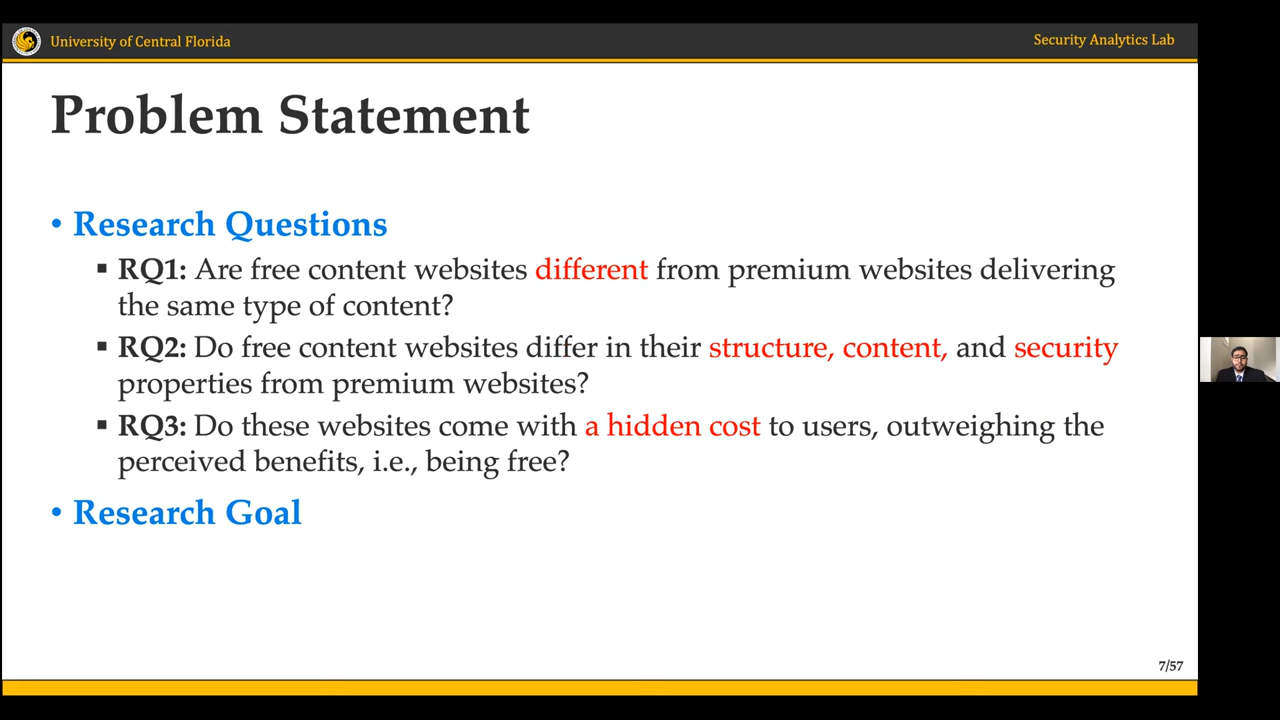 University of Central Florida
Security Analytics Lab
Problem Statement
• Research Questions
▪ RQ1: Are free content websites different from premium websites delivering
the same type of content?
▪ RQ2: Do free content websites differ in their structure, content, and security
properties from premium websites?
▪ RQ3: Do these websites come with a hidden cost to users, outweighing the
perceived benefits, i.e., being free?
• Research Goal
7/57